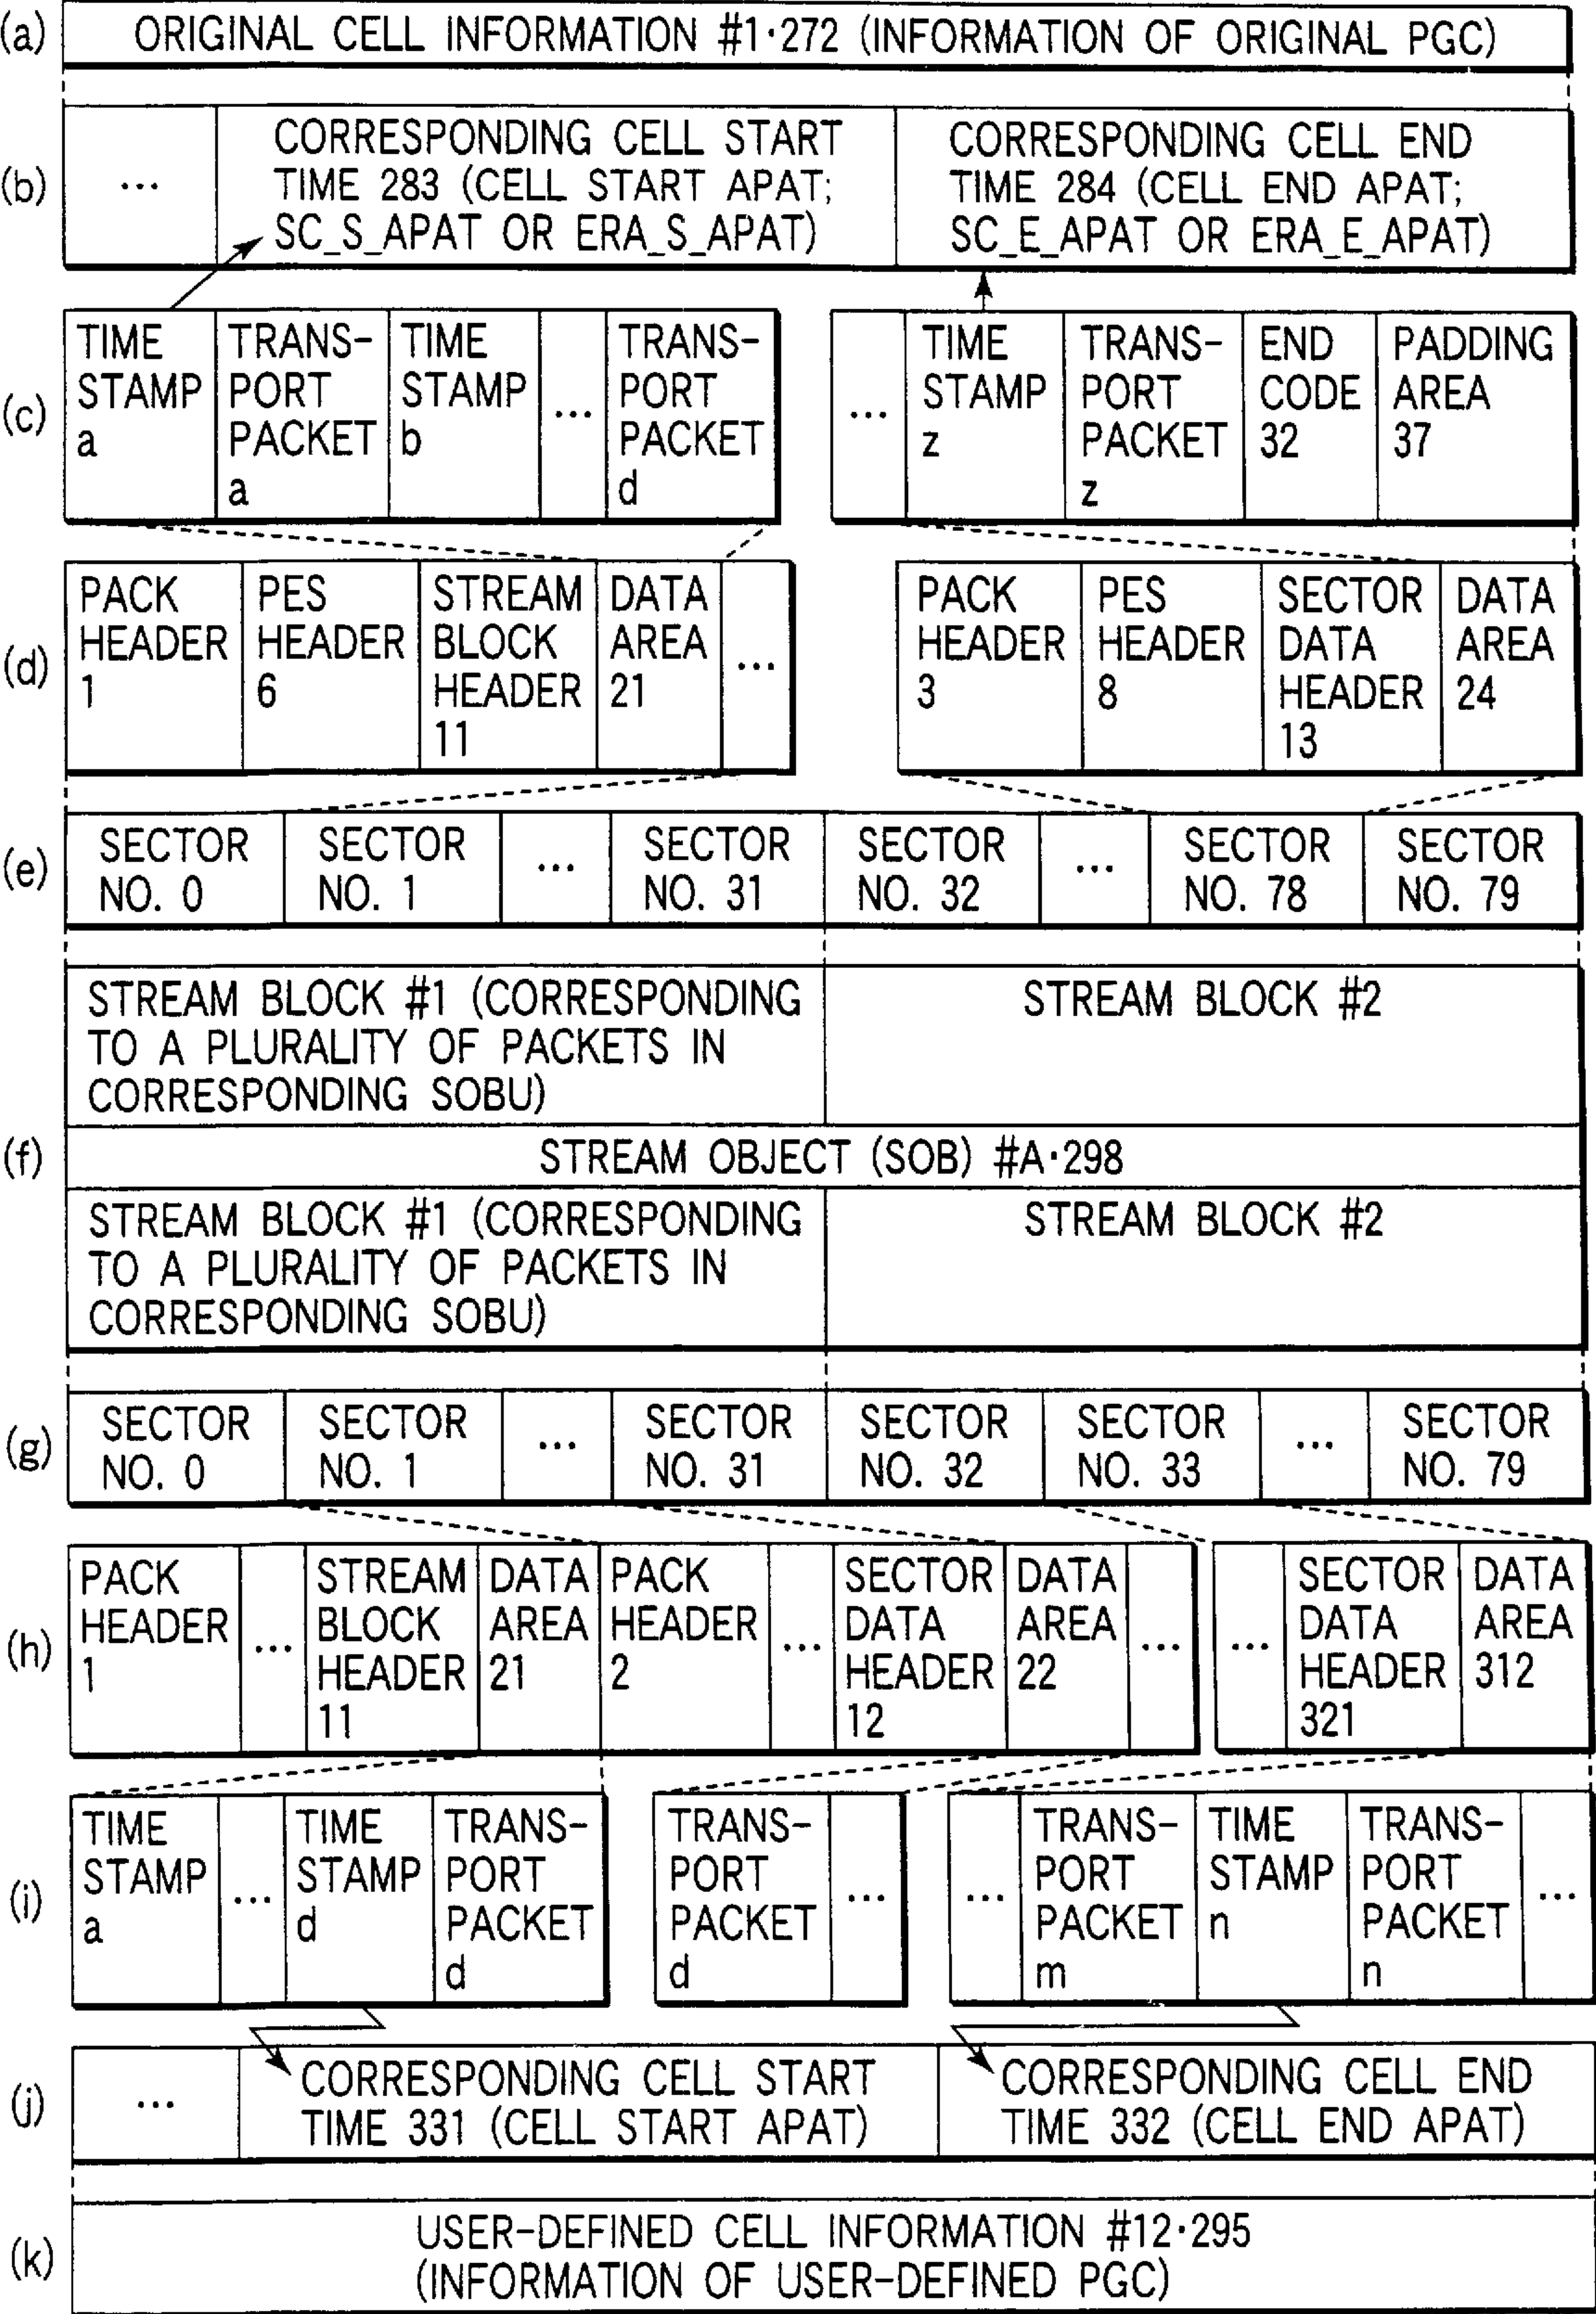 (a) ORIGINAL CELL INFORMATION #1·272 (INFORMATION OF ORIGINAL PGC)
(b)
...
CORRESPONDING CELL START
TIME 283 (CELL START APAT;
SC_S_APAT OR ERA_S_APAT)
CORRESPONDING CELL END
TIME 284 (CELL END APAT;
SC_E_APAT OR ERA_E_APAT)
(c)
TIME
STAMP
a
TRANS-
PORT
PACKET
a
TIME
STAMP
b
...
TRANS-
PORT
PACKET
d
...
TIME
STAMP
z
TRANS-
PORT
PACKET
z
END
CODE
32
PADDING
AREA
37
(d)
PACK
HEADER
1
PES
HEADER
6
STREAM
BLOCK
HEADER
11
DATA
AREA
21
...
PACK
HEADER
3
PES
HEADER
8
SECTOR
DATA
HEADER
13
DATA
AREA
24
(e)
SECTOR
NO. 0
SECTOR
NO. 1
...
SECTOR
NO. 31
SECTOR
NO. 32
...
SECTOR
NO. 78
SECTOR
NO. 79
(f)
STREAM BLOCK #1 (CORRESPONDING
TO A PLURALITY OF PACKETS IN
CORRESPONDING SOBU)
STREAM BLOCK #2
STREAM OBJECT (SOB) #A·298
STREAM BLOCK #1 (CORRESPONDING
TO A PLURALITY OF PACKETS IN
CORRESPONDING SOBU)
STREAM BLOCK #2
(g)
SECTOR
NO. 0
SECTOR
NO. 1
...
SECTOR
NO. 31
SECTOR
NO. 32
SECTOR
NO. 33
...
SECTOR
NO. 79
(h)
PACK
HEADER
1
...
STREAM
BLOCK
HEADER
11
DATA
AREA
21
PACK
HEADER
2
...
SECTOR
DATA
HEADER
12
DATA
AREA
22
...
...
SECTOR
DATA
HEADER
321
DATA
AREA
312
(i)
TIME
STAMP
a
...
TIME
STAMP
d
TRANS-
PORT
PACKET
d
TRANS-
PORT
PACKET
d
...
...
TRANS-
PORT
PACKET
m
TIME
STAMP
n
TRANS-
PORT
PACKET
n
...
(j)
...
CORRESPONDING CELL START
TIME 331 (CELL START APAT)
CORRESPONDING CELL END
TIME 332 (CELL END APAT)
(k)
USER-DEFINED CELL INFORMATION #12·295
(INFORMATION OF USER-DEFINED PGC)